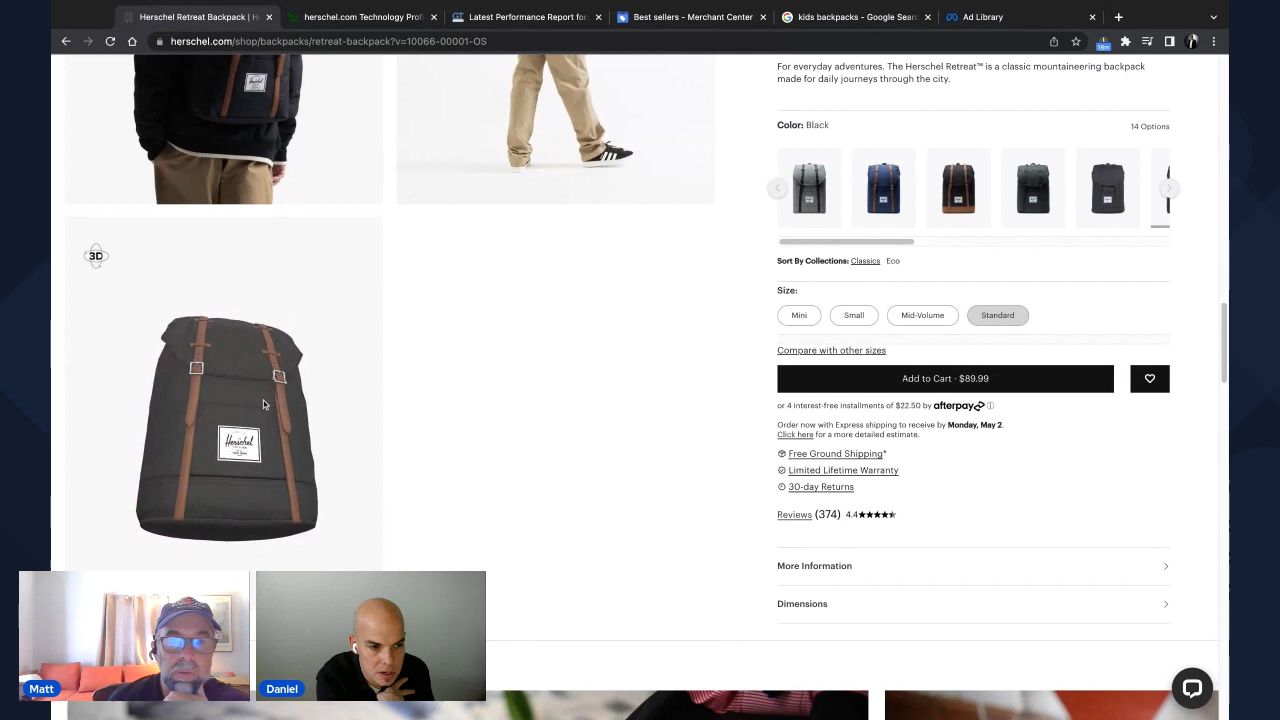 Herschel Retreat Backpack | H
herschel.com Technology Prof
Latest Performance Report for
Best sellers - Merchant Center
kids backpacks - Google Sear
Ad Library
herschel.com/shop/backpacks/retreat-backpack?v=10066-00001-OS
18m
For everyday adventures. The Herschel Retreat™ is a classic mountaineering backpack
made for daily journeys through the city.
Color: Black
14 Options
3D
Sort By Collections: Classics Eco
Size:
Mini Small Mid-Volume Standard
Compare with other sizes
Add to Cart · $89.99
or 4 interest-free installments of $22.50 by afterpay
Order now with Express shipping to receive by Monday, May 2.
Click here for a more detailed estimate.
Free Ground Shipping*
Limited Lifetime Warranty
30-day Returns
Reviews (374) 4.4
Herschel
More Information
Dimensions
Matt
Daniel